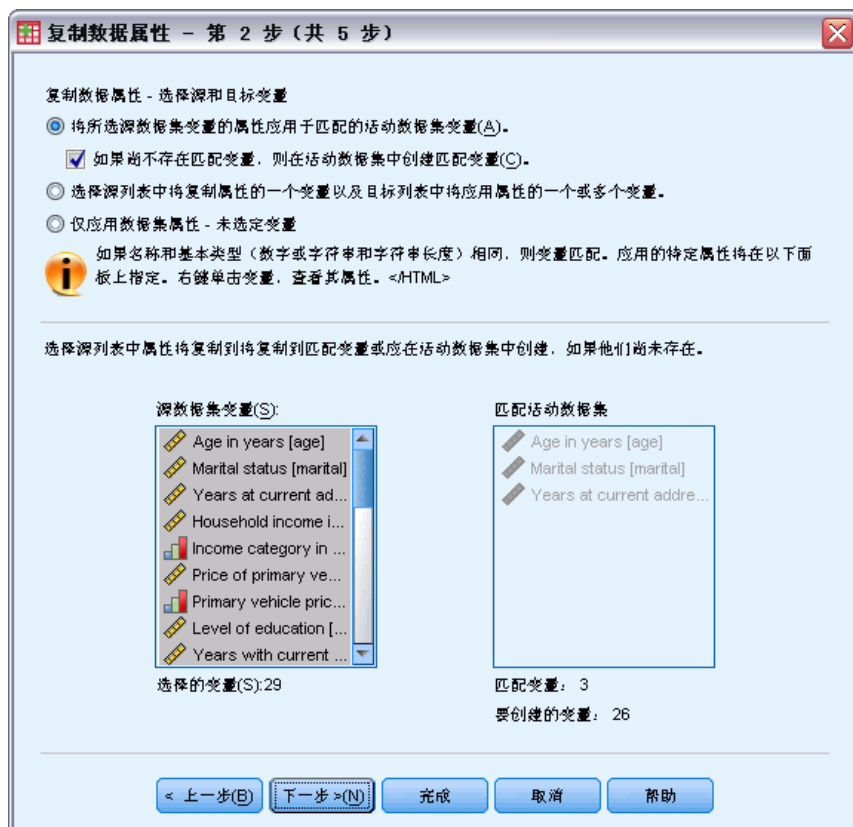 复制数据属性 - 第 2 步（共 5 步）
复制数据属性 - 选择源和目标变量
将所选源数据集变量的属性应用于匹配的活动数据集变量(A)。
如果尚不存在匹配变量，则在活动数据集中创建匹配变量(C)。
选择源列表中将复制属性的一个变量以及目标列表中将应用属性的一个或多个变量。
仅应用数据集属性 - 未选定变量
如果名称和基本类型（数字或字符串和字符串长度）相同，则变量匹配。应用的特定属性将在以下面
板上指定。右键单击变量，查看其属性。</HTML>
选择源列表中属性将复制到将复制到匹配变量或应在活动数据集中创建，如果他们尚未存在。
源数据集变量(S):
Age in years [age]
Marital status [marital]
Years at current ad...
Household income i...
Income category in ...
Price of primary ve...
Primary vehicle pric...
Level of education [...
Years with current ...
选择的变量(S):29
匹配活动数据集
Age in years [age]
Marital status [marital]
Years at current addre...
匹配变量： 3
要创建的变量： 26
< 上一步(B)
下一步 >(N)
完成
取消
帮助